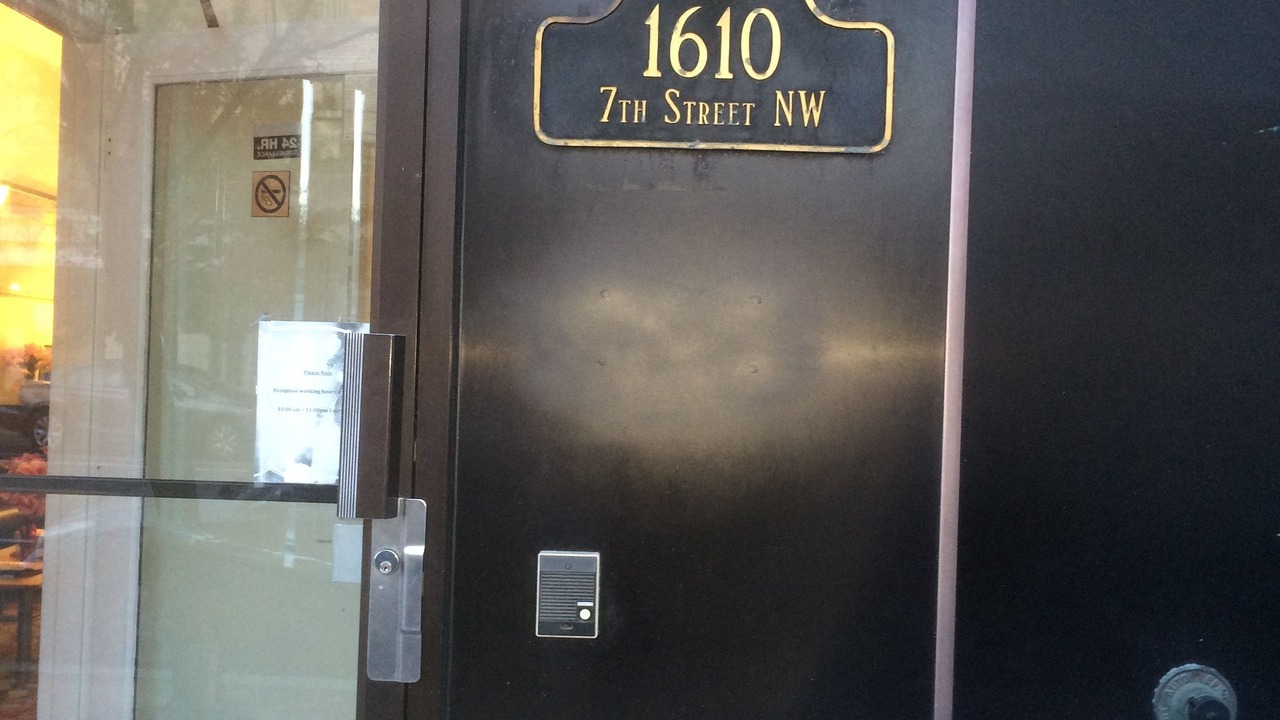 1610
7TH STREET NW
24 HR.
Please Note
Reception working hours